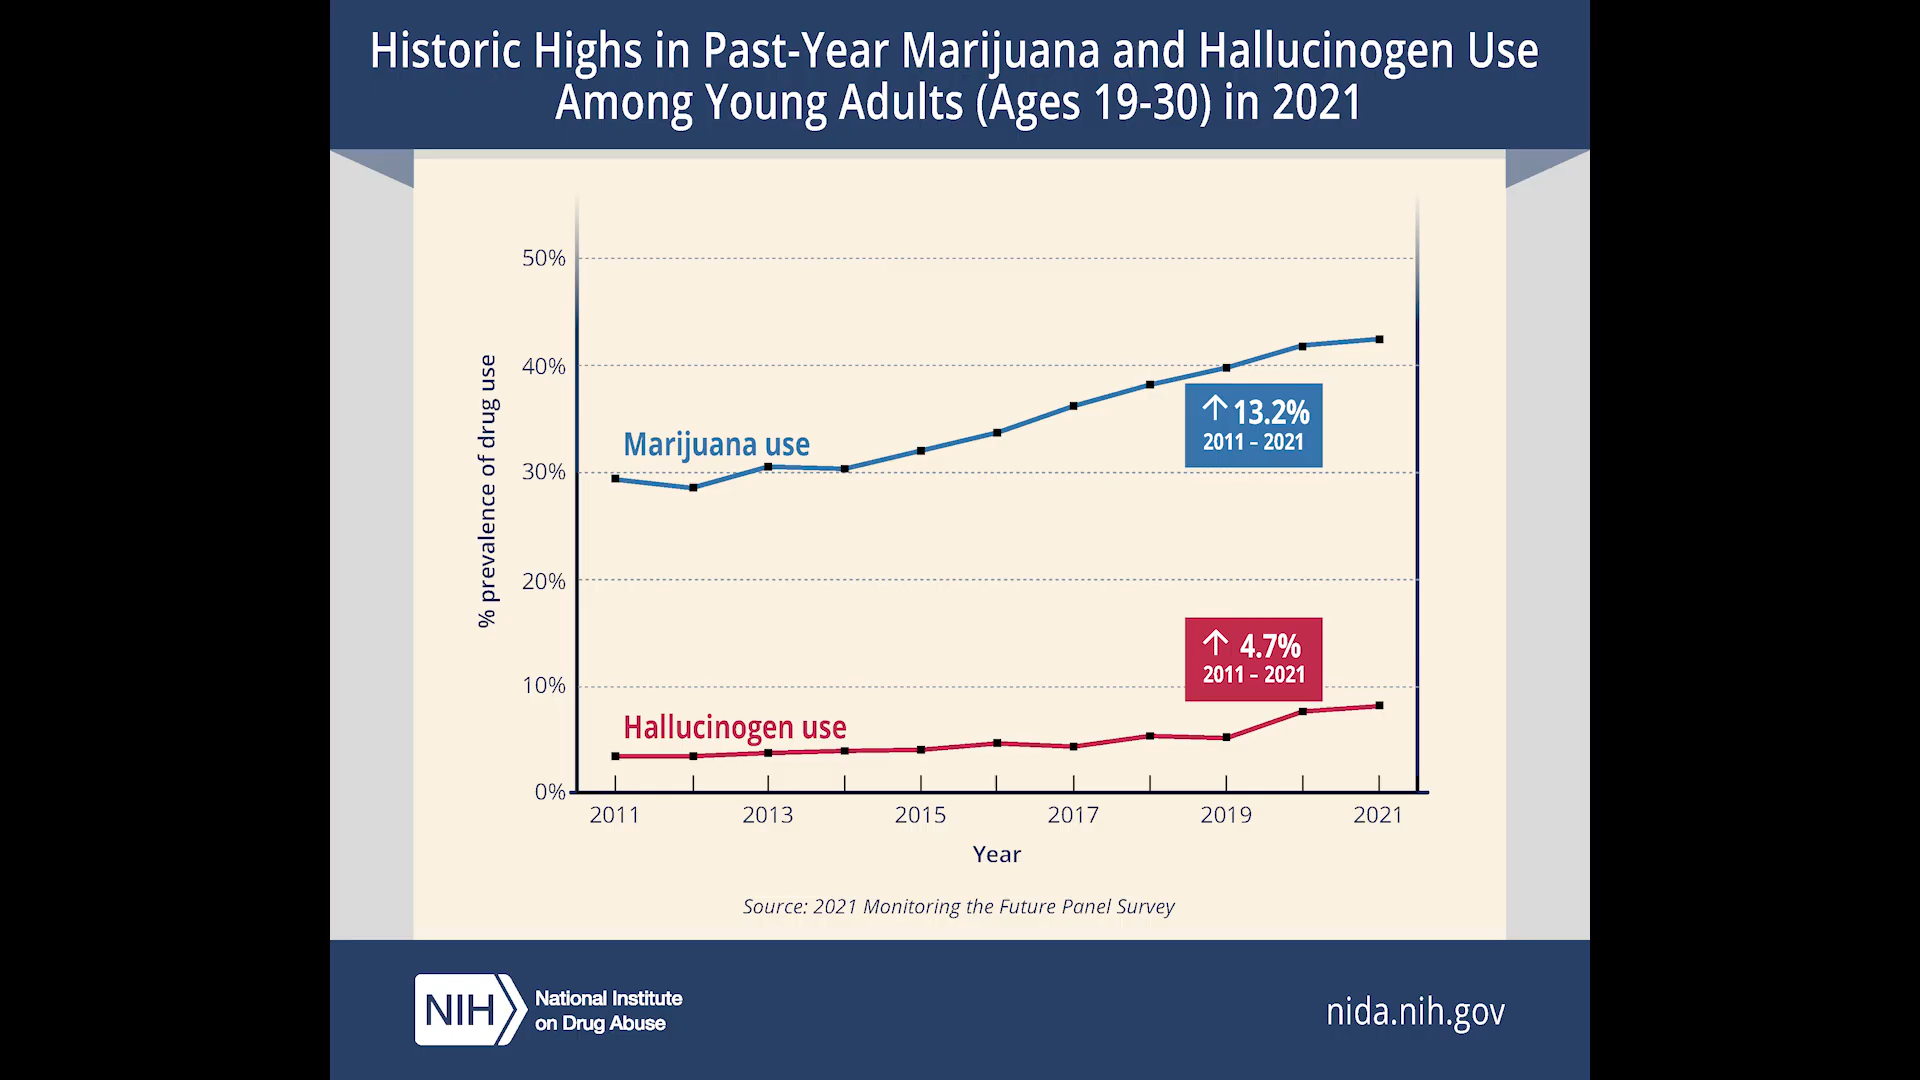 Historic Highs in Past-Year Marijuana and Hallucinogen Use
Among Young Adults (Ages 19-30) in 2021
% prevalence of drug use
50%
40%
30%
20%
10%
0%
Marijuana use
↑ 13.2%
2011 – 2021
Hallucinogen use
↑ 4.7%
2011 – 2021
2011 2013 2015 2017 2019 2021
Year
Source: 2021 Monitoring the Future Panel Survey
NIH
National Institute
on Drug Abuse
nida.nih.gov